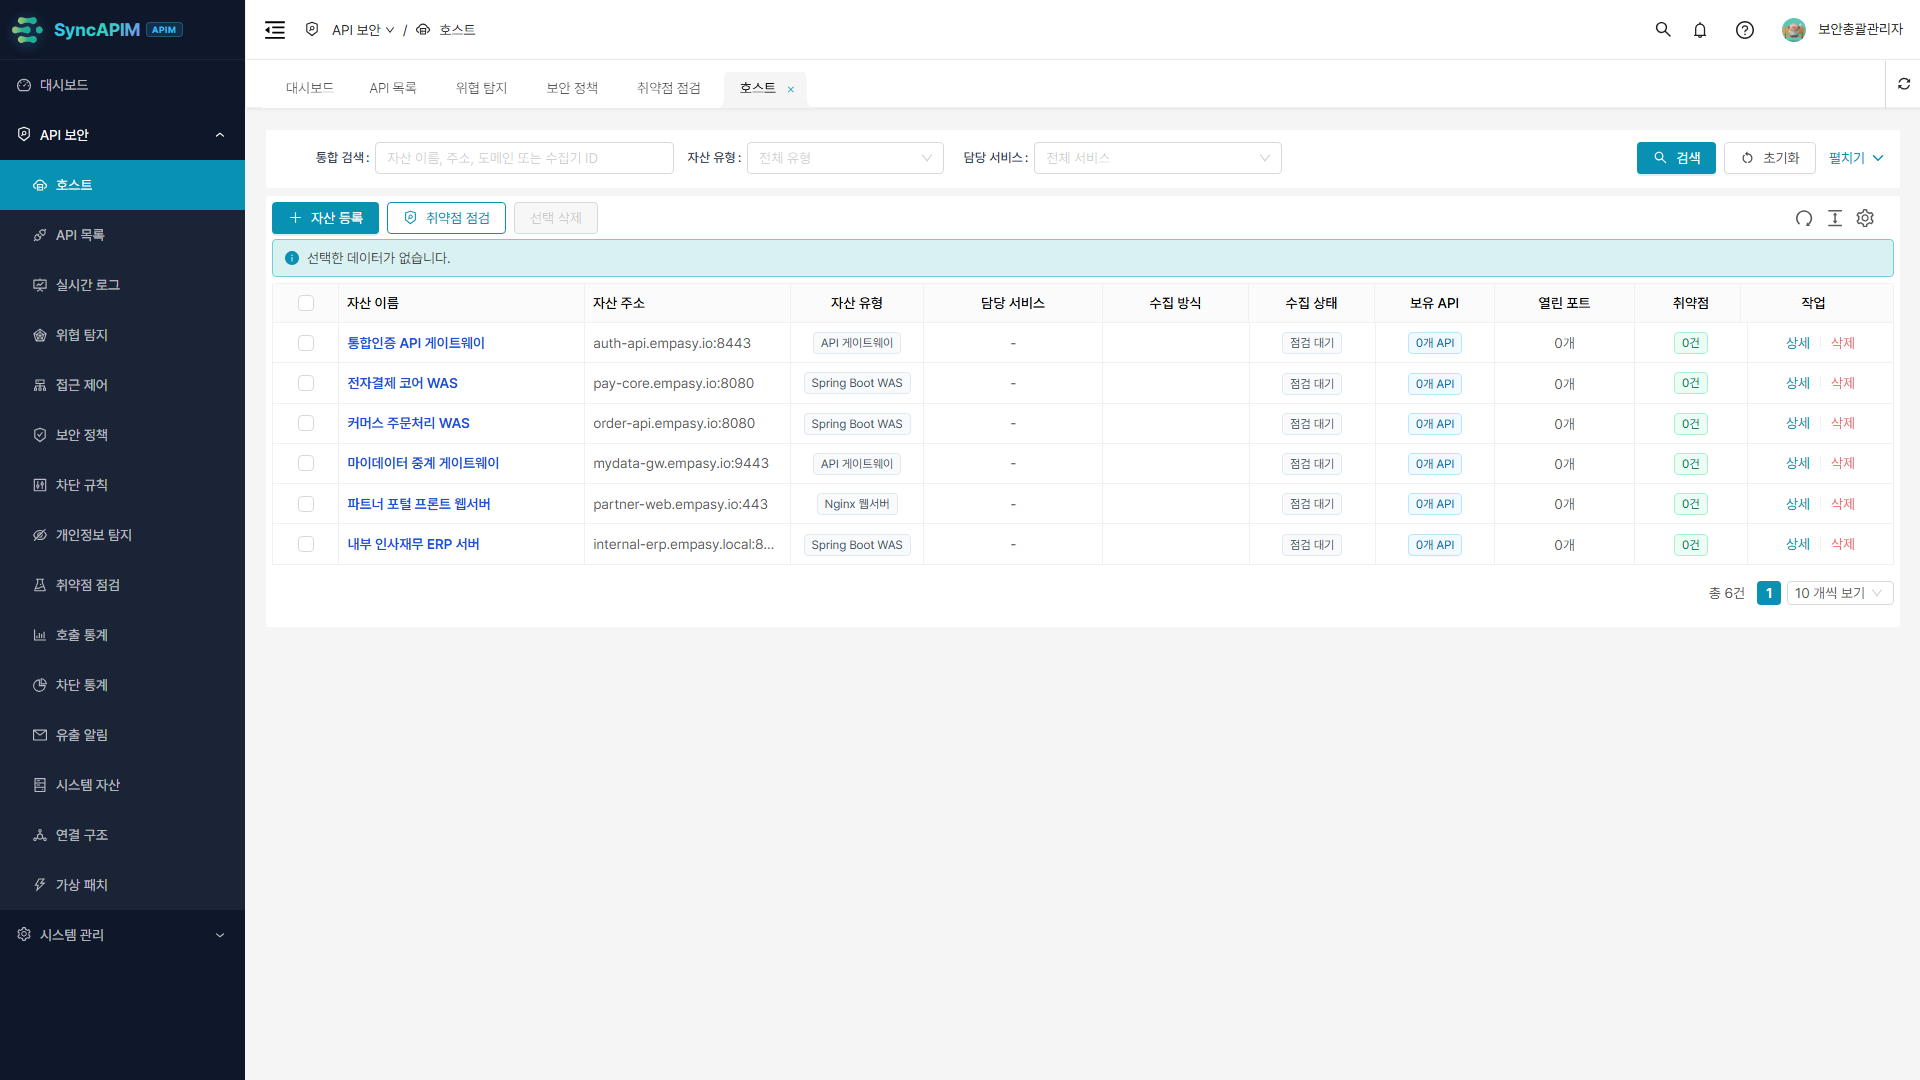 SyncAPIM APIM
API 보안 / 호스트
보안총괄관리자
대시보드
API 보안
호스트
API 목록
실시간 로그
위협 탐지
접근 제어
보안 정책
차단 규칙
개인정보 탐지
취약점 점검
호출 통계
차단 통계
유출 알림
시스템 자산
연결 구조
가상 패치
시스템 관리
대시보드 API 목록 위협 탐지 보안 정책 취약점 점검 호스트
통합 검색 : 자산 이름, 주소, 도메인 또는 수집기 ID 자산 유형 : 전체 유형 담당 서비스 : 전체 서비스 검색 초기화 펼치기
자산 등록 취약점 점검 선택 삭제
선택한 데이터가 없습니다.
자산 이름 자산 주소 자산 유형 담당 서비스 수집 방식 수집 상태 보유 API 열린 포트 취약점 작업
통합인증 API 게이트웨이 auth-api.empasy.io:8443 API 게이트웨이 - 점검 대기 0개 API 0개 0건 상세 삭제
전자결제 코어 WAS pay-core.empasy.io:8080 Spring Boot WAS - 점검 대기 0개 API 0개 0건 상세 삭제
커머스 주문처리 WAS order-api.empasy.io:8080 Spring Boot WAS - 점검 대기 0개 API 0개 0건 상세 삭제
마이데이터 중계 게이트웨이 mydata-gw.empasy.io:9443 API 게이트웨이 - 점검 대기 0개 API 0개 0건 상세 삭제
파트너 포털 프론트 웹서버 partner-web.empasy.io:443 Nginx 웹서버 - 점검 대기 0개 API 0개 0건 상세 삭제
내부 인사재무 ERP 서버 internal-erp.empasy.local:8... Spring Boot WAS - 점검 대기 0개 API 0개 0건 상세 삭제
총 6건 1 10 개씩 보기